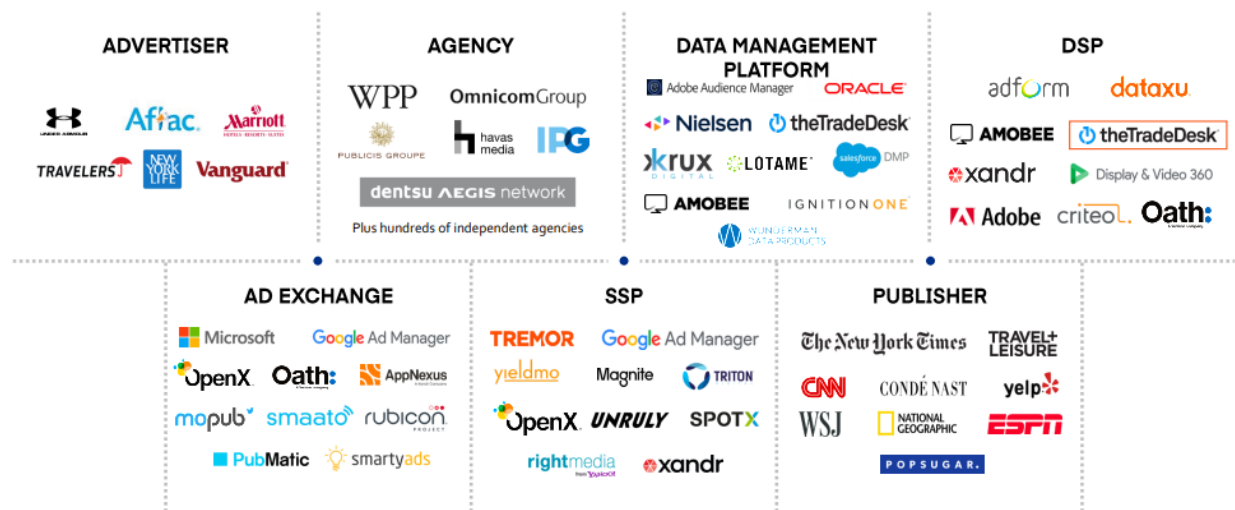 ADVERTISER
UNDER ARMOUR
Aflac.
Marriott
HOTELS · RESORTS · SUITES
TRAVELERS
NEW
YORK
LIFE
Vanguard
AGENCY
WPP
OmnicomGroup
PUBLICIS GROUPE
havas
media
IPG
dentsu AEGIS network
Plus hundreds of independent agencies
DATA MANAGEMENT
PLATFORM
Adobe Audience Manager
ORACLE
Nielsen
theTradeDesk
krux
DIGITAL
LOTAME
salesforce DMP
AMOBEE
IGNITIONONE
WUNDERMAN
DATA PRODUCTS
DSP
adform
dataxu.
AMOBEE
theTradeDesk
xandr
Display & Video 360
Adobe
criteo
Oath:
AD EXCHANGE
Microsoft
Google Ad Manager
OpenX
Oath:
AppNexus
mopub
smaato
rubicon
PROJECT
PubMatic
smartyads
SSP
TREMOR
Google Ad Manager
yieldmo
Magnite
TRITON
OpenX
UNRULY
SPOTX
rightmedia
from YAHOO!
xandr
PUBLISHER
The New York Times
TRAVEL+
LEISURE
CNN
CONDÉ NAST
yelp
WSJ
NATIONAL
GEOGRAPHIC
ESPN
POPSUGAR.